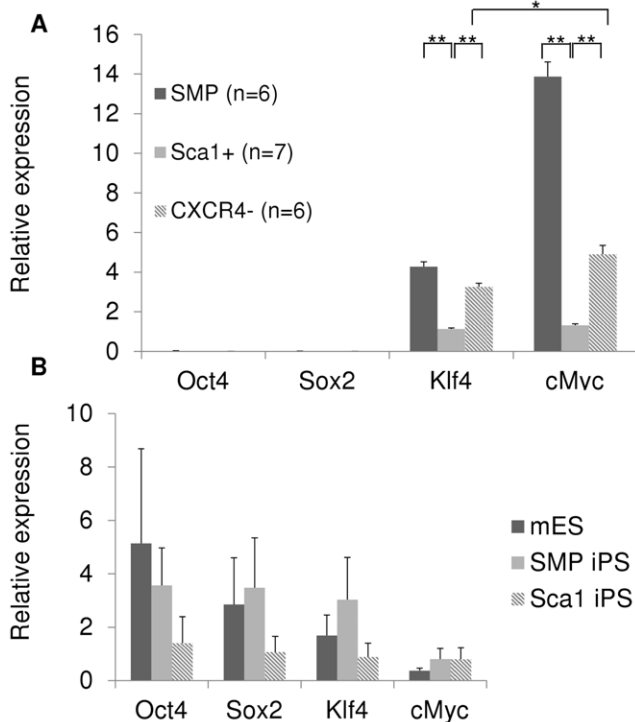 A
*
** ** ** **
Relative expression
16
14
12
10
8
6
4
2
0
SMP (n=6)
Sca1+ (n=7)
CXCR4- (n=6)
Oct4 Sox2 Klf4 cMyc
B
Relative expression
10
8
6
4
2
0
mES
SMP iPS
Sca1 iPS
Oct4 Sox2 Klf4 cMyc